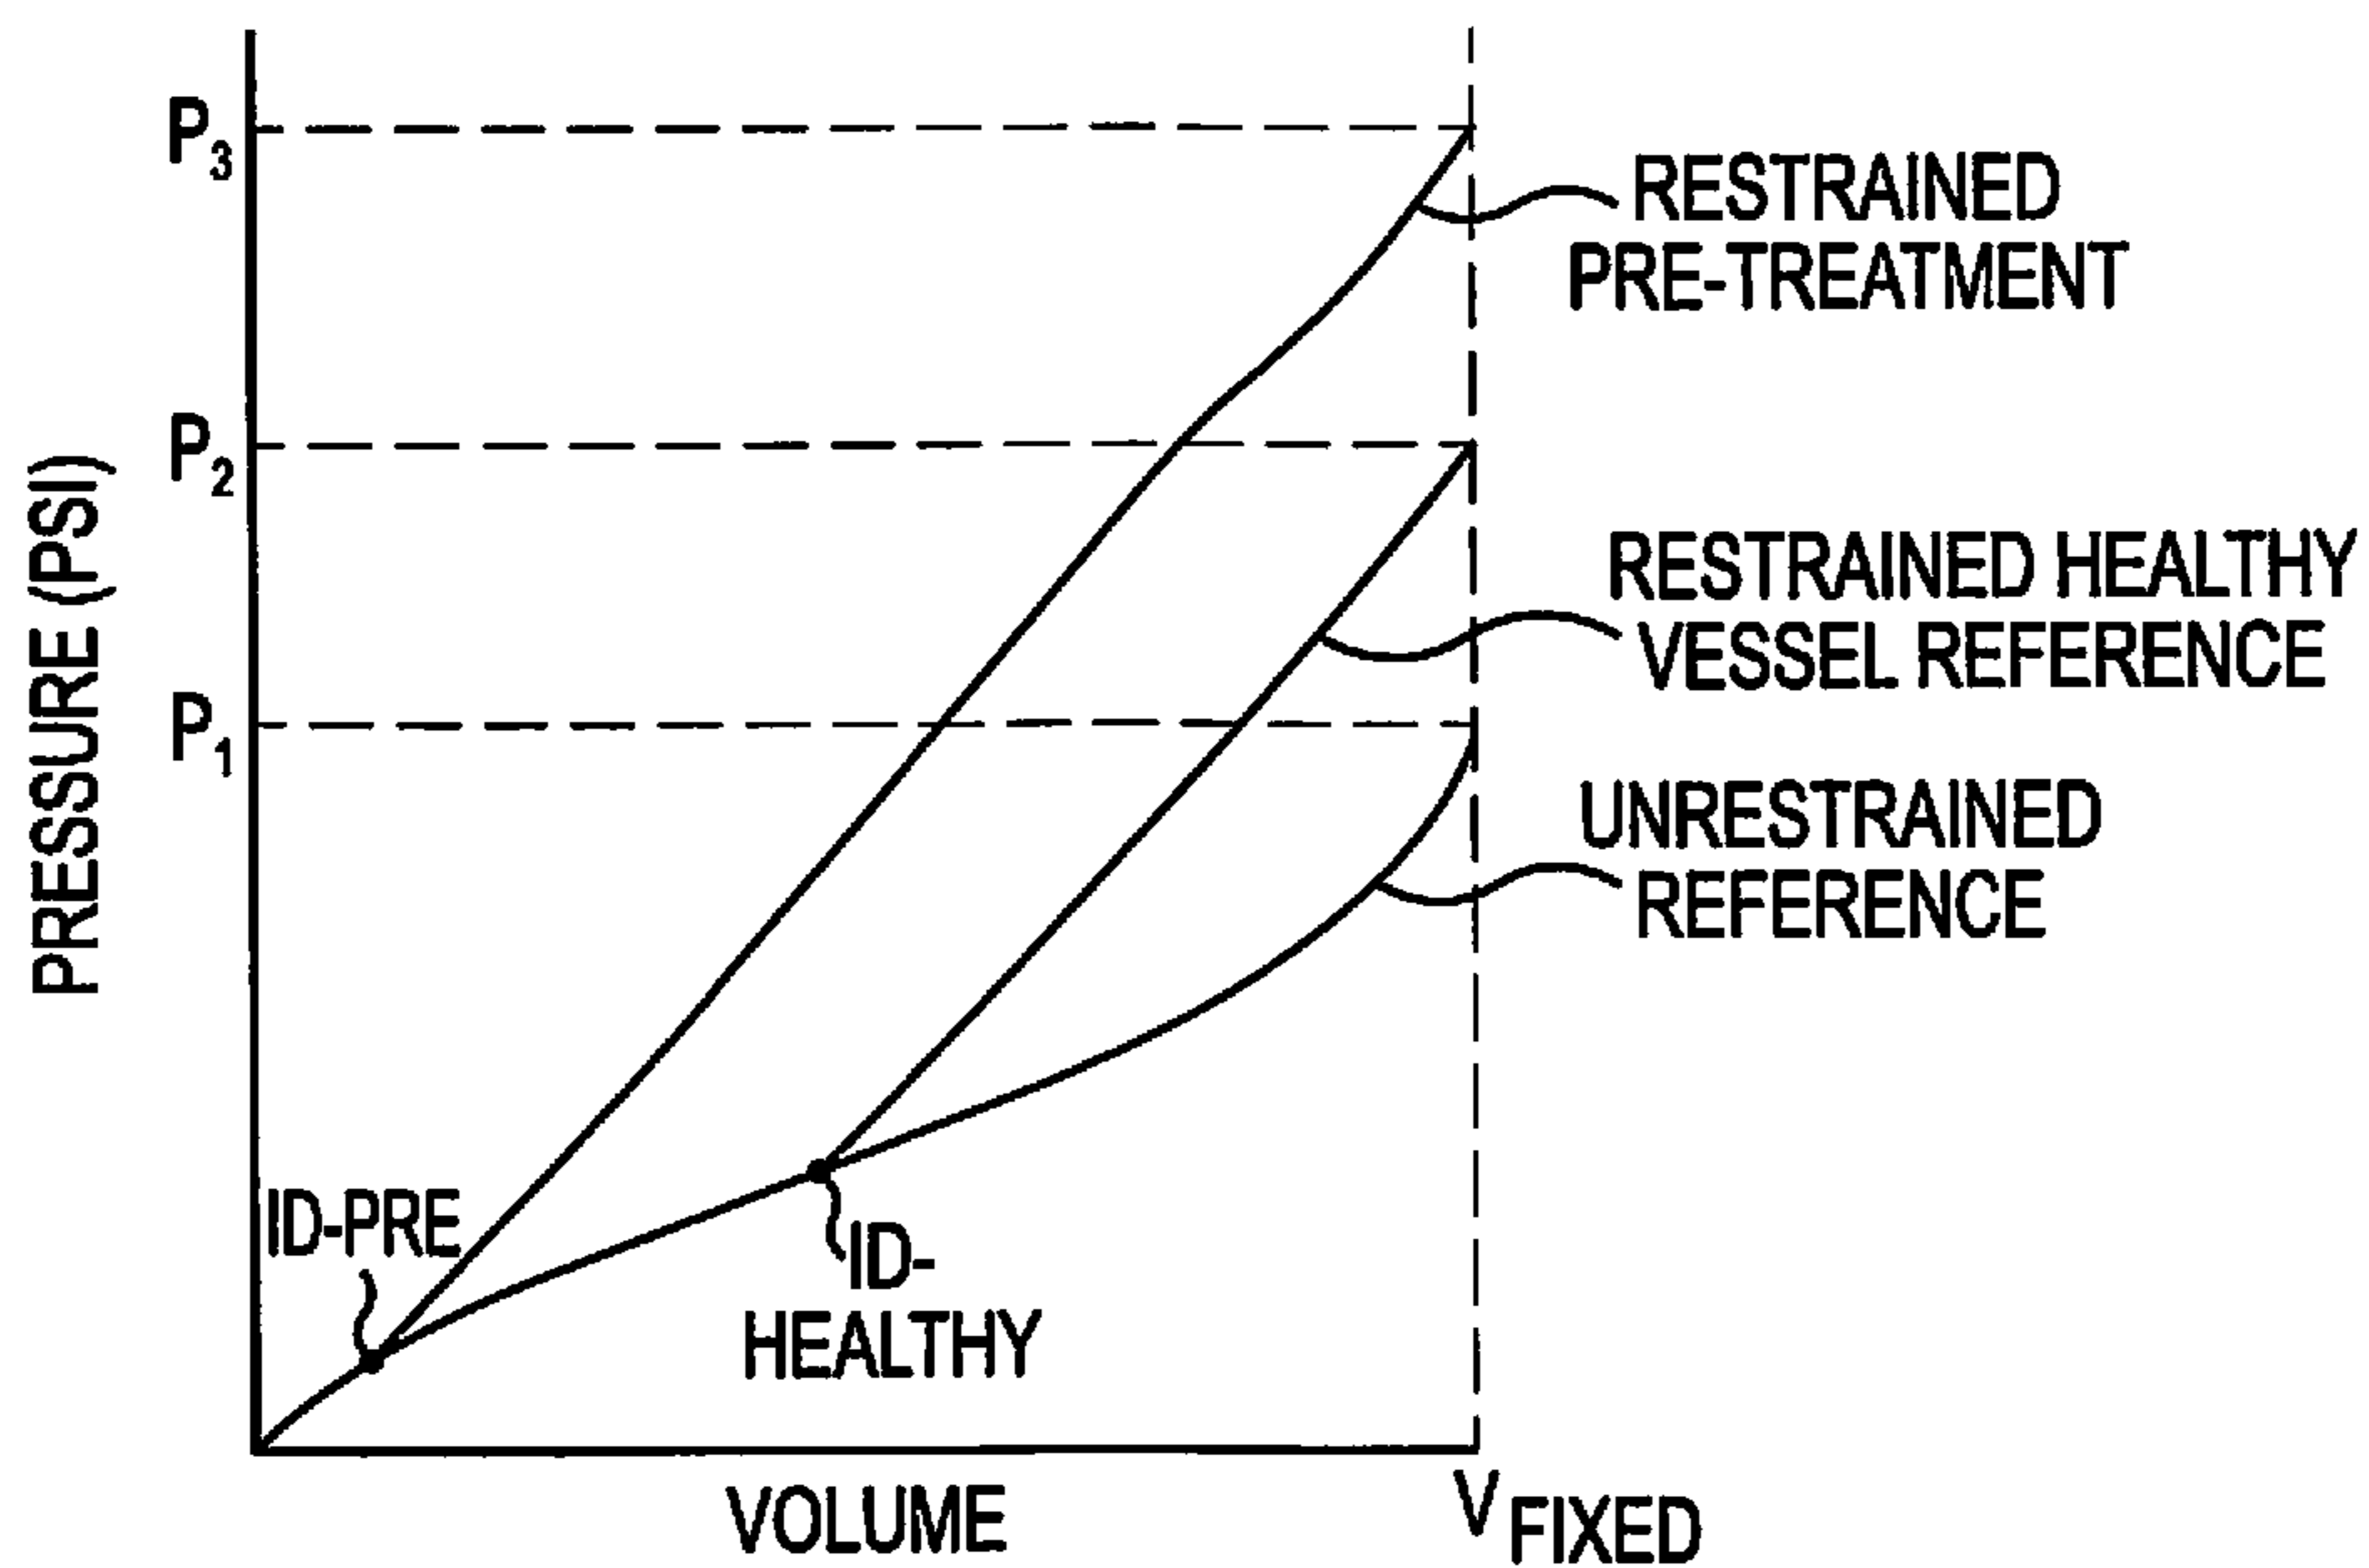 P3
RESTRAINED
PRE-TREATMENT
P2
RESTRAINED HEALTHY
VESSEL REFERENCE
P1
UNRESTRAINED
REFERENCE
PRESSURE (PSI)
ID-PRE
ID-
HEALTHY
VOLUME
VFIXED